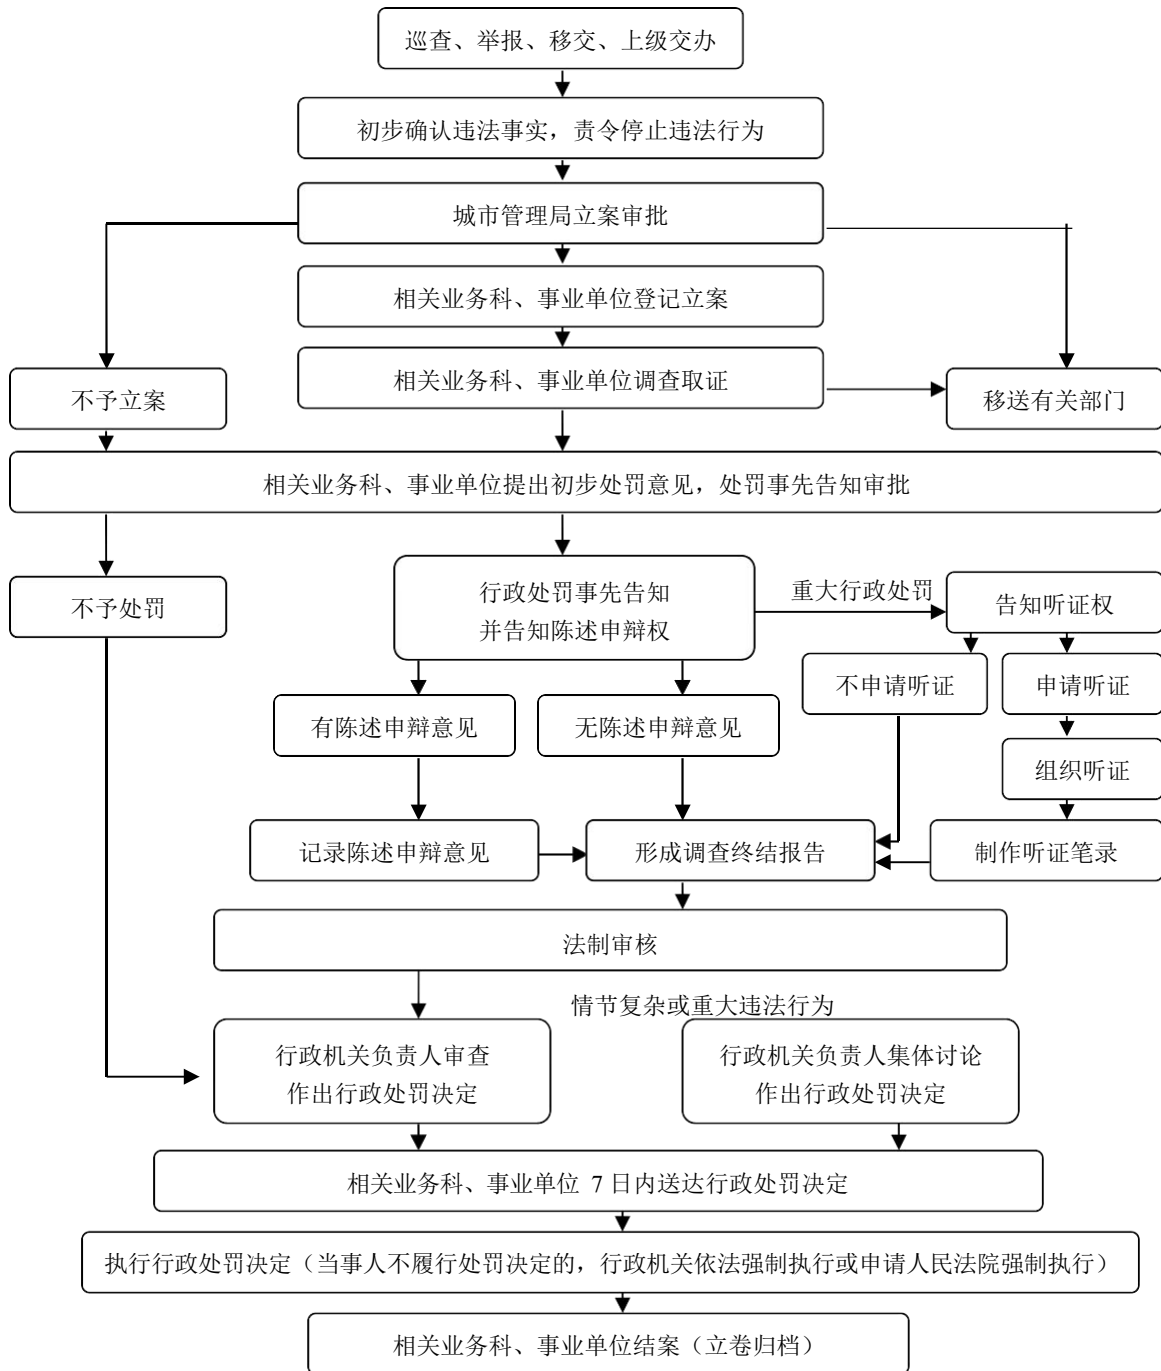 巡查、举报、移交、上级交办
初步确认违法事实，责令停止违法行为
城市管理局立案审批
相关业务科、事业单位登记立案
相关业务科、事业单位调查取证
不予立案
移送有关部门
相关业务科、事业单位提出初步处罚意见，处罚事先告知审批
不予处罚
行政处罚事先告知
并告知陈述申辩权
重大行政处罚
告知听证权
不申请听证
申请听证
有陈述申辩意见
无陈述申辩意见
组织听证
记录陈述申辩意见
形成调查终结报告
制作听证笔录
法制审核
情节复杂或重大违法行为
行政机关负责人审查
作出行政处罚决定
行政机关负责人集体讨论
作出行政处罚决定
相关业务科、事业单位 7 日内送达行政处罚决定
执行行政处罚决定（当事人不履行处罚决定的，行政机关依法强制执行或申请人民法院强制执行）
相关业务科、事业单位结案（立卷归档）